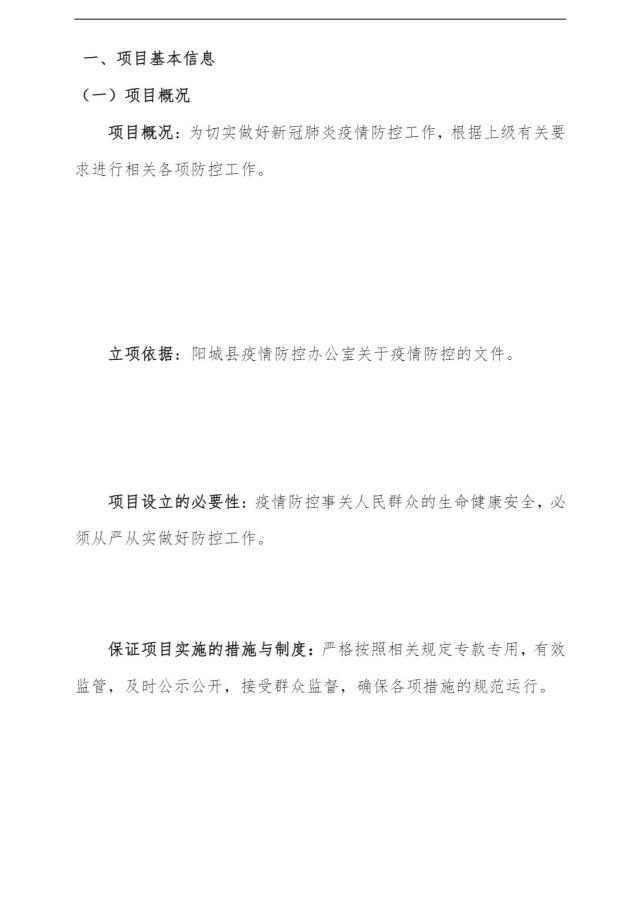 一、项目基本信息
（一）项目概况
项目概况：为切实做好新冠肺炎疫情防控工作，根据上级有关要
求进行相关各项防控工作。
立项依据：阳城县疫情防控办公室关于疫情防控的文件。
项目设立的必要性：疫情防控事关人民群众的生命健康安全，必
须从严从实做好防控工作。
保证项目实施的措施与制度：严格按照相关规定专款专用，有效
监管，及时公示公开，接受群众监督，确保各项措施的规范运行。